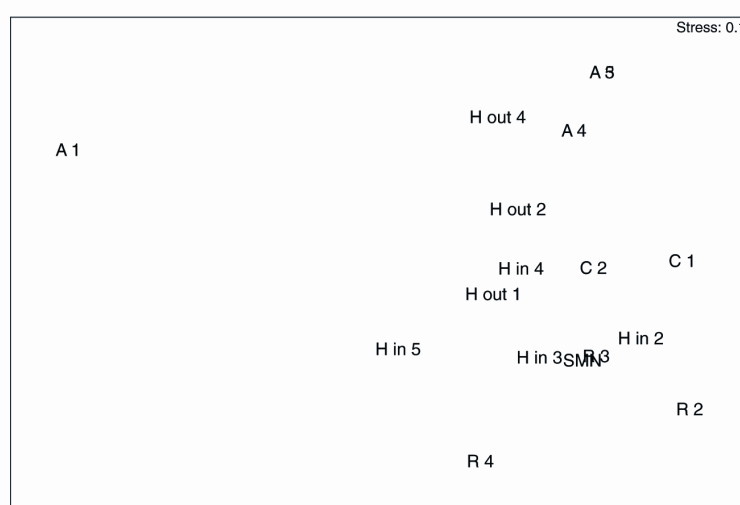 Stress: 0.
A
H out 4
A 4
A 1
H out 2
C 1
H in 4
C 2
H out 1
H in 2
H in 5
H in 3
SMN
R 3
R 2
R 4